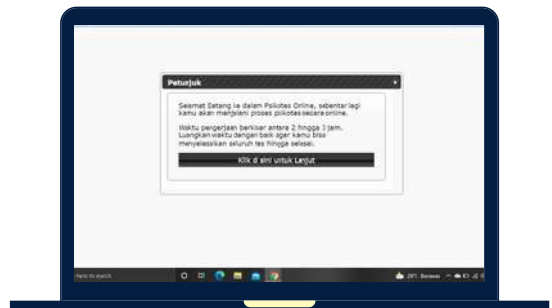 Petunjuk
Selamat Datang ke dalam Psikotes Online, sebentar lagi
kamu akan menjalani proses psikotes secara online.
Waktu pengerjaan berkisar antara 2 hingga 3 jam.
Luangkan waktu dengan baik agar kamu bisa
menyelesaikan seluruh tes hingga selesai.
Klik di sini untuk Lanjut
here to search
29°C Berawan